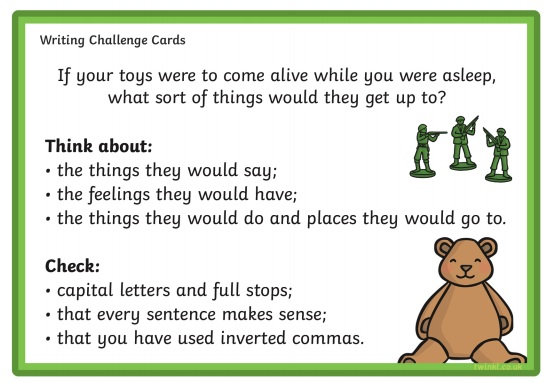 Writing Challenge Cards
If your toys were to come alive while you were asleep,
what sort of things would they get up to?
Think about:
• the things they would say;
• the feelings they would have;
• the things they would do and places they would go to.
Check:
• capital letters and full stops;
• that every sentence makes sense;
• that you have used inverted commas.
twinkl.co.uk